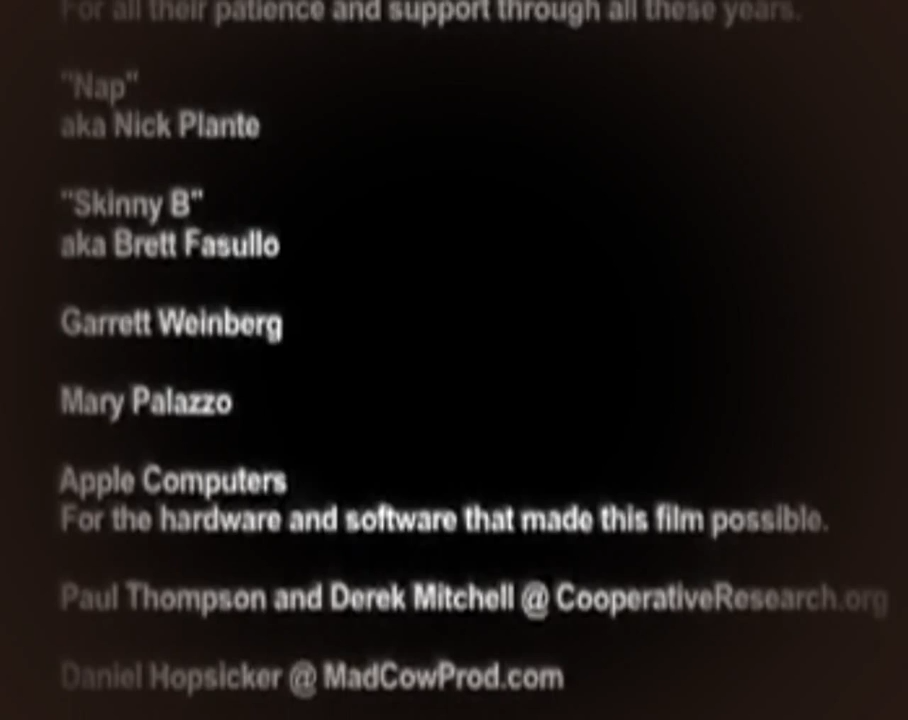 For all their patience and support through all these years.
"Nap"
aka Nick Plante
"Skinny B"
aka Brett Fasullo
Garrett Weinberg
Mary Palazzo
Apple Computers
For the hardware and software that made this film possible.
Paul Thompson and Derek Mitchell @ CooperativeResearch.org
Daniel Hopsicker @ MadCowProd.com